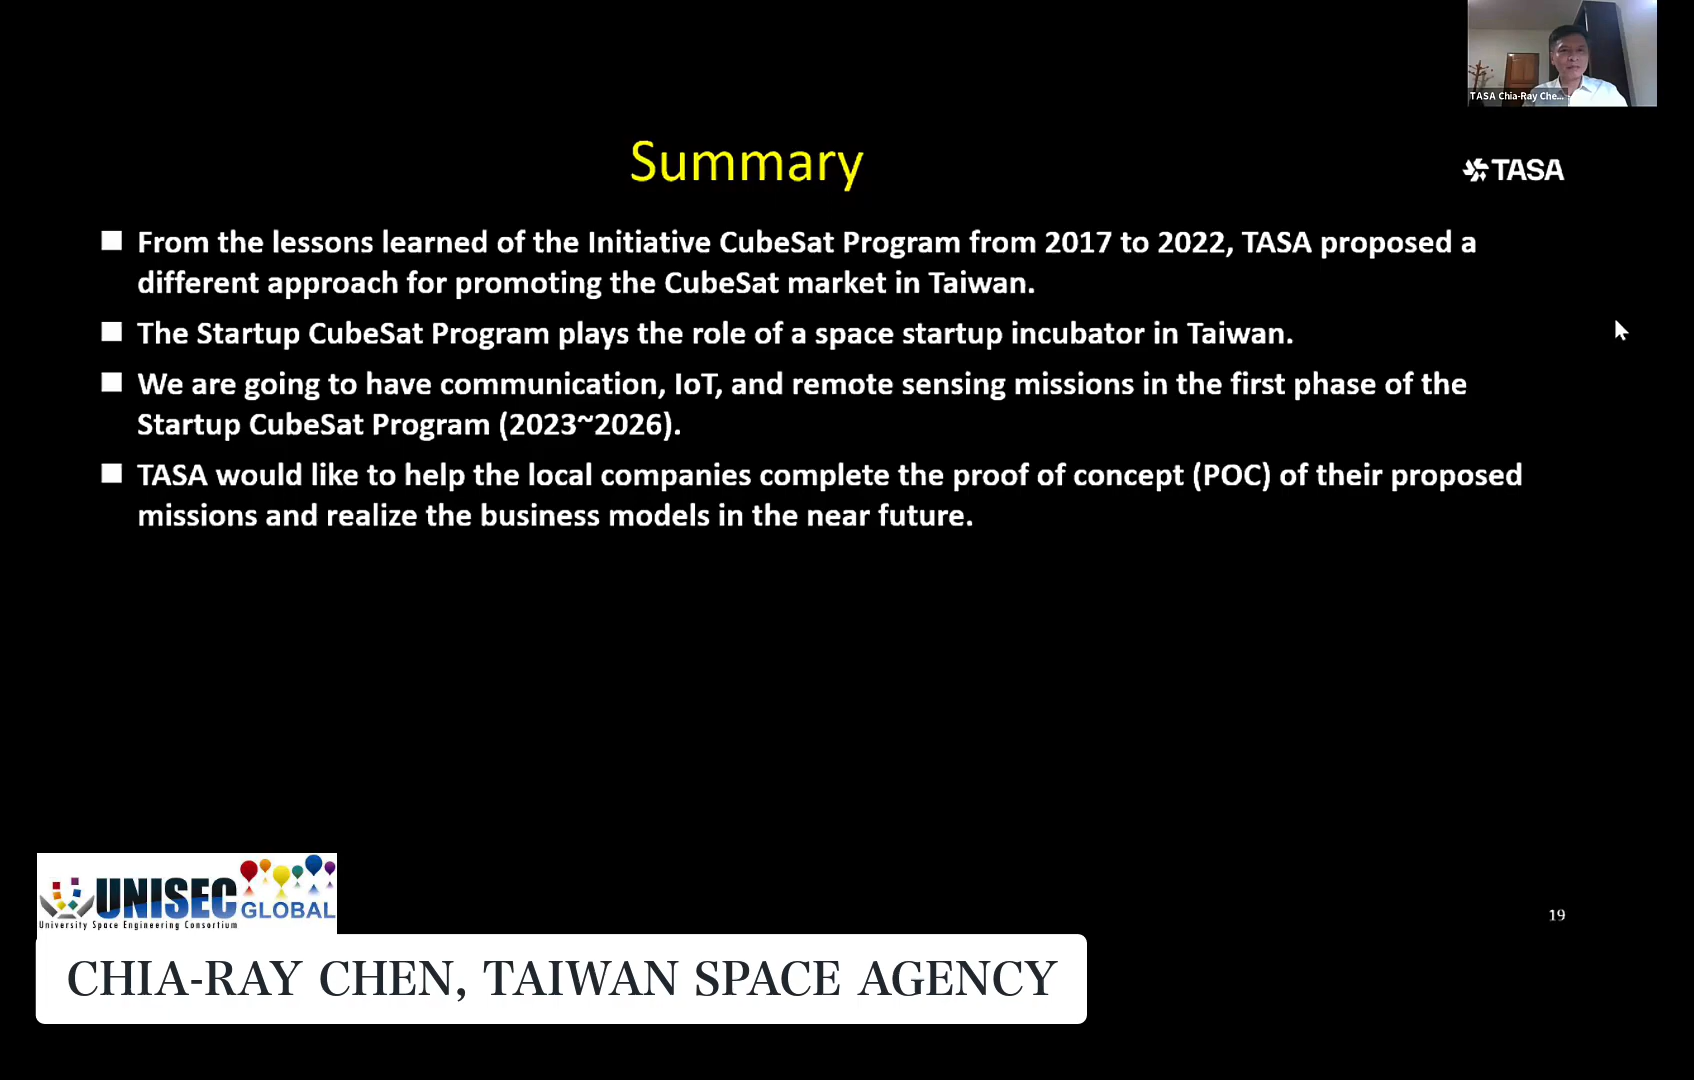 TASA Chia-Ray Che...
Summary
TASA
■ From the lessons learned of the Initiative CubeSat Program from 2017 to 2022, TASA proposed a
different approach for promoting the CubeSat market in Taiwan.
■ The Startup CubeSat Program plays the role of a space startup incubator in Taiwan.
■ We are going to have communication, IoT, and remote sensing missions in the first phase of the
Startup CubeSat Program (2023~2026).
■ TASA would like to help the local companies complete the proof of concept (POC) of their proposed
missions and realize the business models in the near future.
UNISEC
GLOBAL
University Space Engineering Consortium
19
CHIA-RAY CHEN, TAIWAN SPACE AGENCY